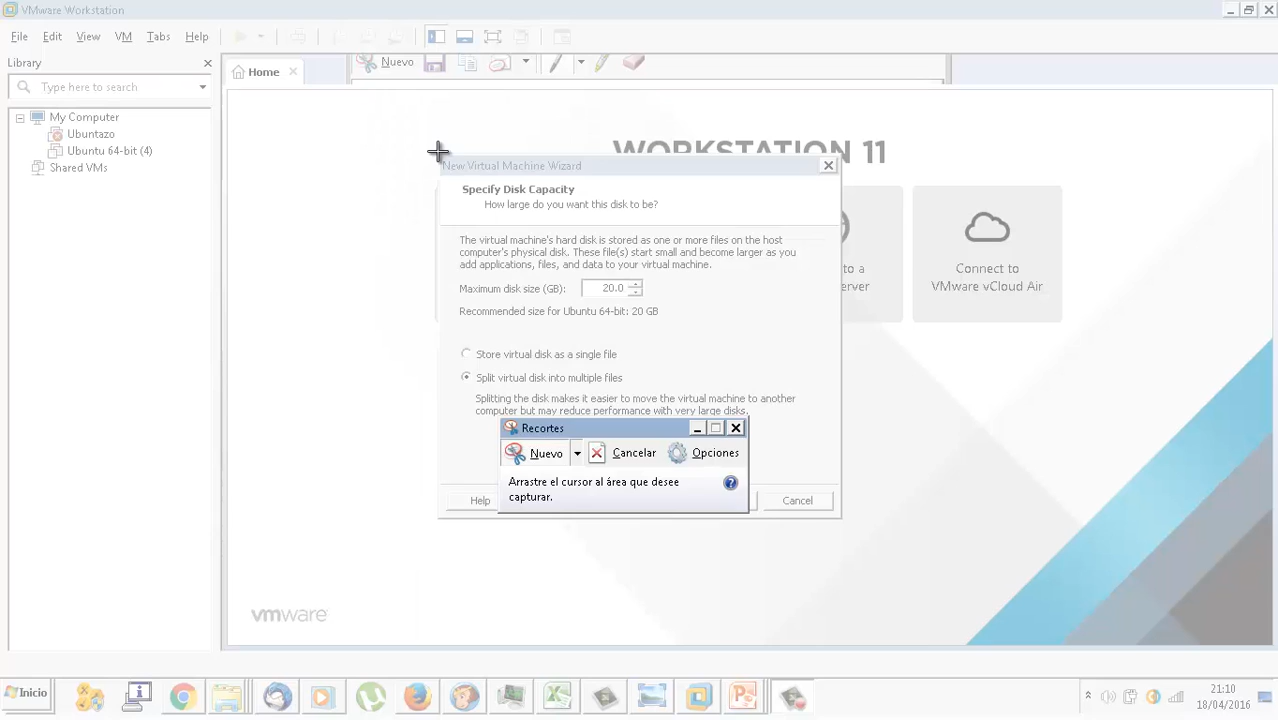 VMware Workstation
File Edit View VM Tabs Help
Library
Type here to search
My Computer
Ubuntazo
Ubuntu 64-bit (4)
Shared VMs
Home
Nuevo
WORKSTATION 11
New Virtual Machine Wizard
Specify Disk Capacity
How large do you want this disk to be?
The virtual machine's hard disk is stored as one or more files on the host
computer's physical disk. These file(s) start small and become larger as you
add applications, files, and data to your virtual machine.
Maximum disk size (GB): 20.0
Recommended size for Ubuntu 64-bit: 20 GB
Store virtual disk as a single file
Split virtual disk into multiple files
Splitting the disk makes it easier to move the virtual machine to another
computer but may reduce performance with very large disks.
to a
Connect to
VMware vCloud Air
Recortes
Nuevo Cancelar Opciones
Arrastre el cursor al área que desee
capturar.
Help
Cancel
vmware
Inicio
21:10
18/04/2016